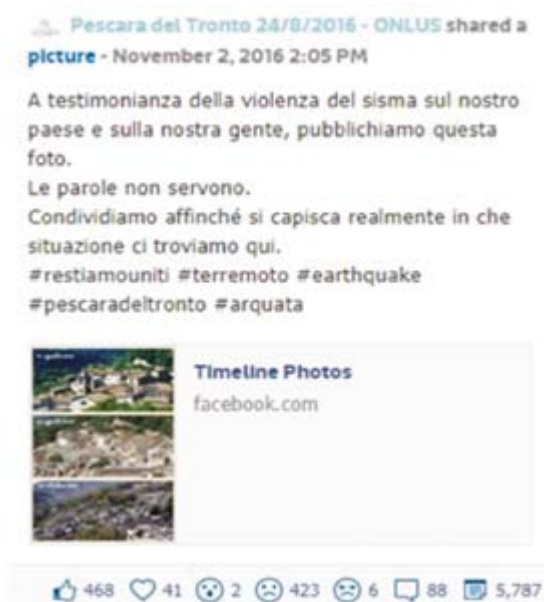 Pescara del Tronto 24/8/2016 - ONLUS shared a
picture - November 2, 2016 2:05 PM
A testimonianza della violenza del sisma sul nostro
paese e sulla nostra gente, pubblichiamo questa
foto.
Le parole non servono.
Condividiamo affinché si capisca realmente in che
situazione ci troviamo qui.
#restiamouniti #terremoto #earthquake
#pescaradeltronto #arquata
Timeline Photos
facebook.com
468 41 2 423 6 88 5,787